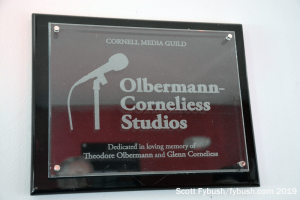 CORNELL MEDIA GUILD
Olbermann-
Corneliess
Studios
Dedicated in loving memory of
Theodore Olbermann and Glenn Corneliess
Scott Fybush/fybush.com 2019